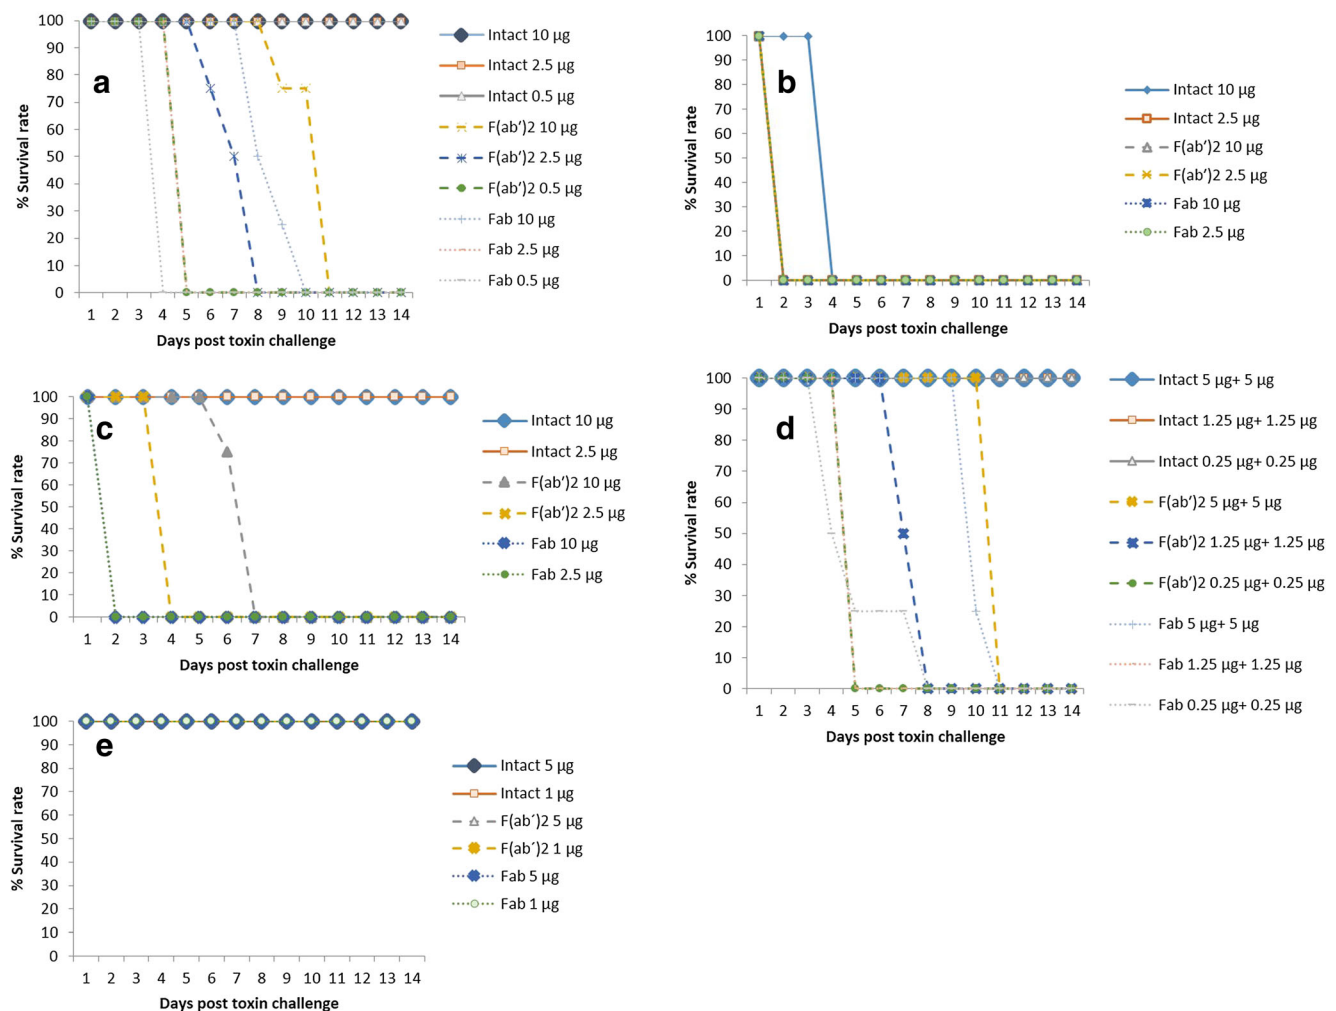 a
% Survival rate
100
90
80
70
60
50
40
30
20
10
0
1 2 3 4 5 6 7 8 9 10 11 12 13 14
Days post toxin challenge
Intact 10 µg
Intact 2.5 µg
Intact 0.5 µg
F(ab')2 10 µg
F(ab')2 2.5 µg
F(ab')2 0.5 µg
Fab 10 µg
Fab 2.5 µg
Fab 0.5 µg
b
% Survival rate
100
90
80
70
60
50
40
30
20
10
0
1 2 3 4 5 6 7 8 9 10 11 12 13 14
Days post toxin challenge
Intact 10 µg
Intact 2.5 µg
F(ab')2 10 µg
F(ab')2 2.5 µg
Fab 10 µg
Fab 2.5 µg
c
% Survival rate
100
90
80
70
60
50
40
30
20
10
0
1 2 3 4 5 6 7 8 9 10 11 12 13 14
Days post toxin challenge
Intact 10 µg
Intact 2.5 µg
F(ab')2 10 µg
F(ab')2 2.5 µg
Fab 10 µg
Fab 2.5 µg
d
% Survival rate
100
90
80
70
60
50
40
30
20
10
0
1 2 3 4 5 6 7 8 9 10 11 12 13 14
Days post toxin challenge
Intact 5 µg+ 5 µg
Intact 1.25 µg+ 1.25 µg
Intact 0.25 µg+ 0.25 µg
F(ab')2 5 µg+ 5 µg
F(ab')2 1.25 µg+ 1.25 µg
F(ab')2 0.25 µg+ 0.25 µg
Fab 5 µg+ 5 µg
Fab 1.25 µg+ 1.25 µg
Fab 0.25 µg+ 0.25 µg
e
% Survival rate
100
90
80
70
60
50
40
30
20
10
0
1 2 3 4 5 6 7 8 9 10 11 12 13 14
Days post toxin challenge
Intact 5 µg
Intact 1 µg
F(ab´)2 5 µg
F(ab´)2 1 µg
Fab 5 µg
Fab 1 µg